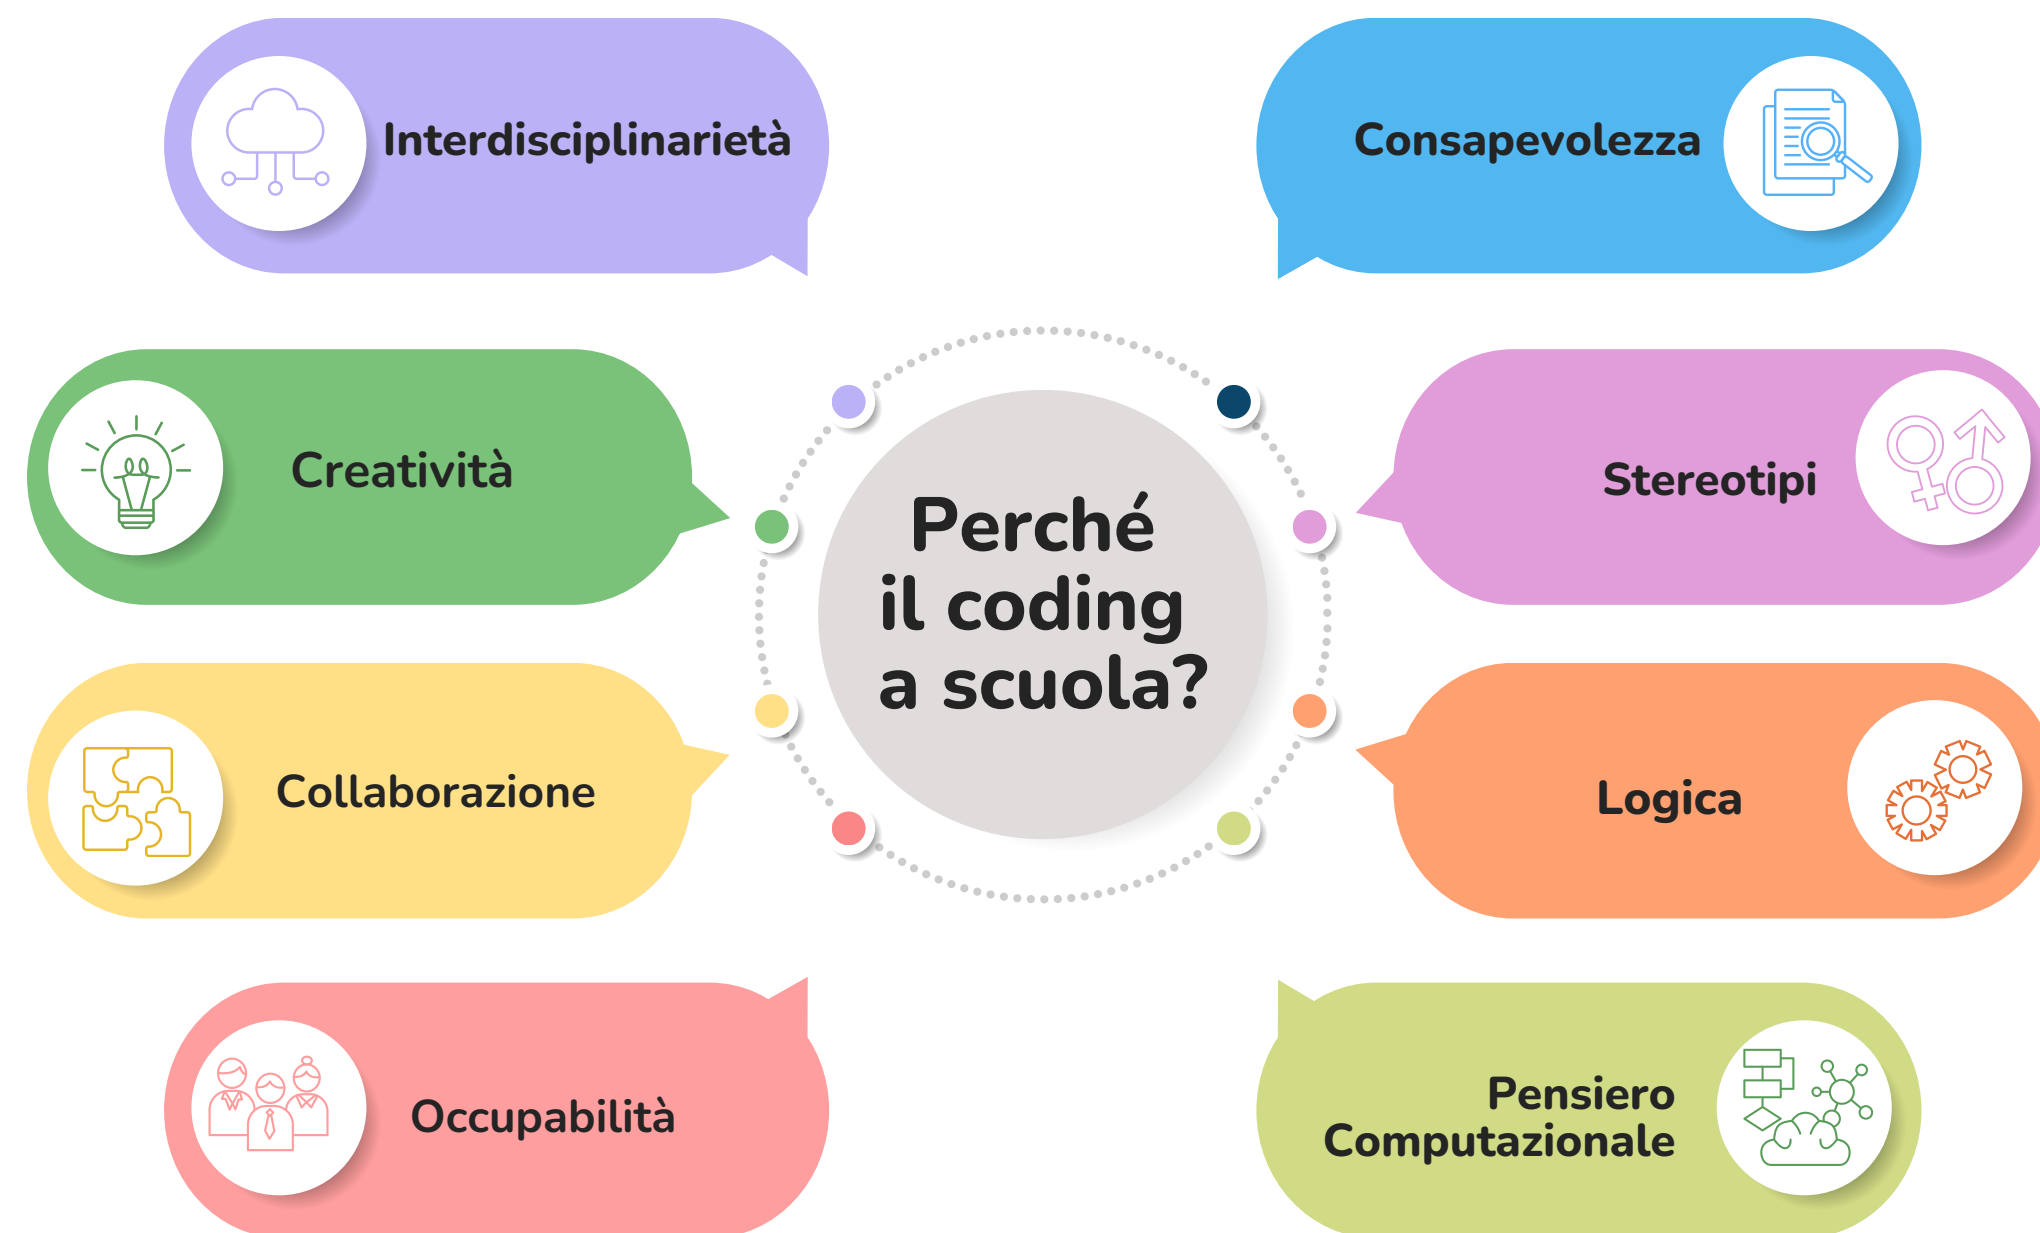 Interdisciplinarietà
Consapevolezza
Creatività
Stereotipi
Perché
il coding
a scuola?
Collaborazione
Logica
Occupabilità
Pensiero
Computazionale